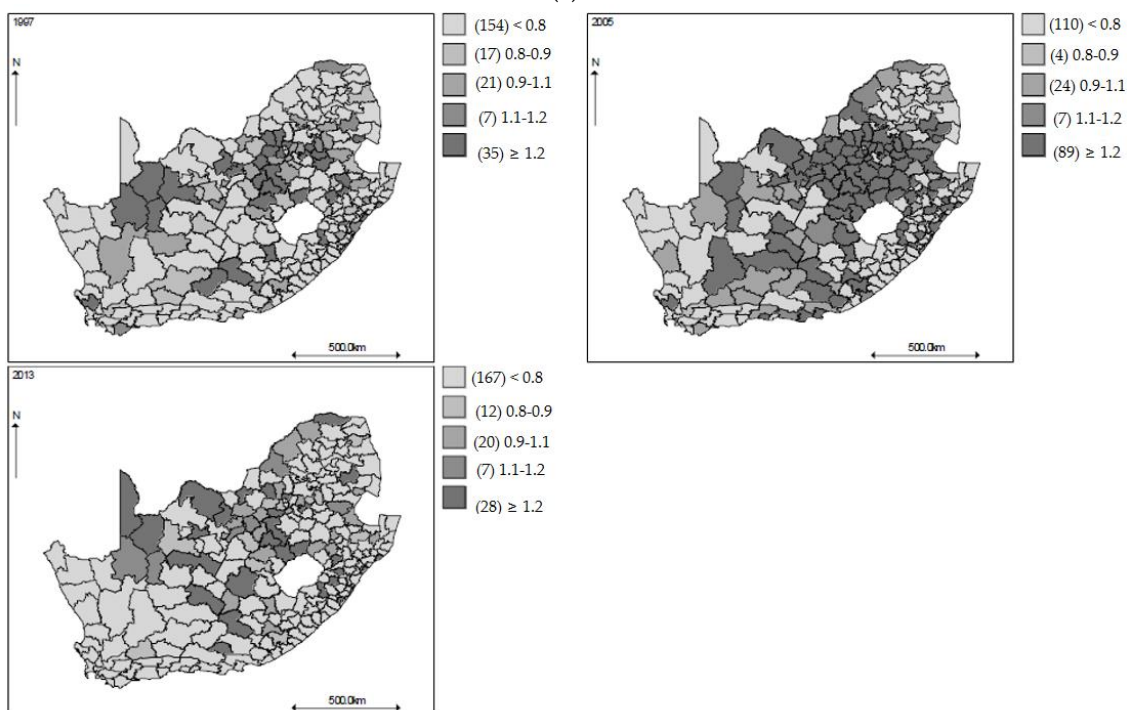 1997
N
500.0km
(154) < 0.8
(17) 0.8-0.9
(21) 0.9-1.1
(7) 1.1-1.2
(35) ≥ 1.2
2005
N
500.0km
(110) < 0.8
(4) 0.8-0.9
(24) 0.9-1.1
(7) 1.1-1.2
(89) ≥ 1.2
2013
N
500.0km
(167) < 0.8
(12) 0.8-0.9
(20) 0.9-1.1
(7) 1.1-1.2
(28) ≥ 1.2